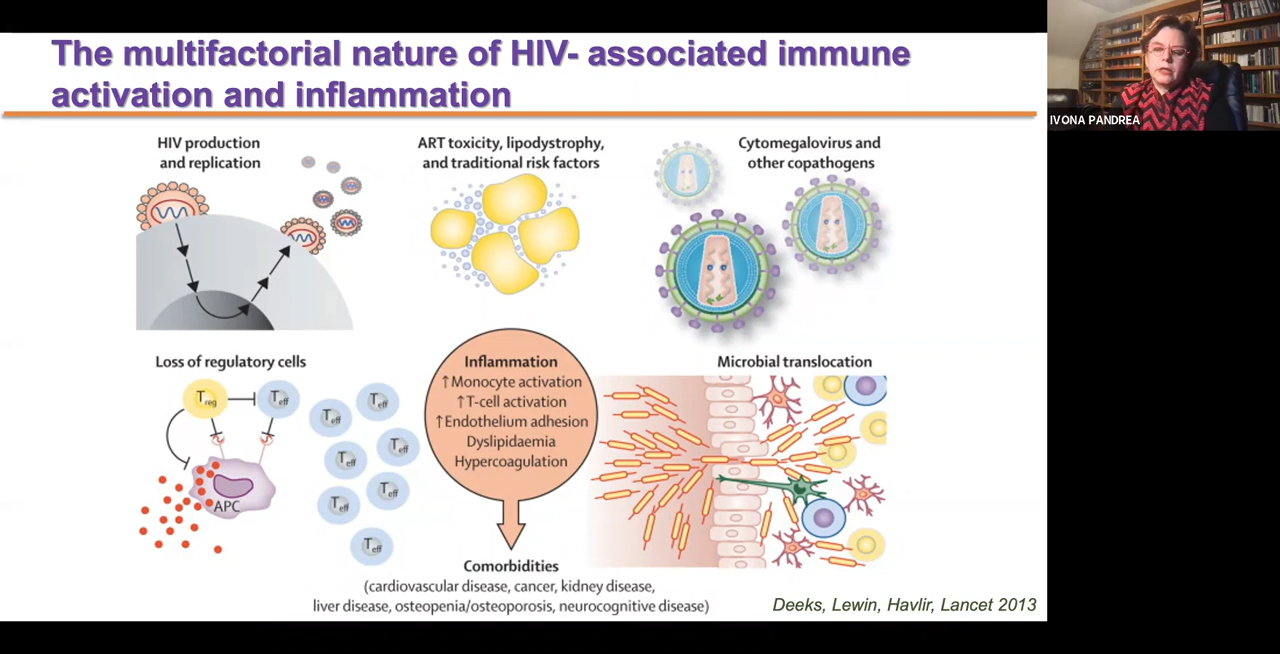 The multifactorial nature of HIV- associated immune
activation and inflammation
IVONA PANDREA
HIV production
and replication
ART toxicity, lipodystrophy,
and traditional risk factors
Cytomegalovirus and
other copathogens
Loss of regulatory cells
Treg
Teff
APC
Teff
Teff
Teff
Teff
Teff
Teff
Teff
Inflammation
↑Monocyte activation
↑T-cell activation
↑Endothelium adhesion
Dyslipidaemia
Hypercoagulation
Microbial translocation
Comorbidities
(cardiovascular disease, cancer, kidney disease,
liver disease, osteopenia/osteoporosis, neurocognitive disease)
Deeks, Lewin, Havlir, Lancet 2013